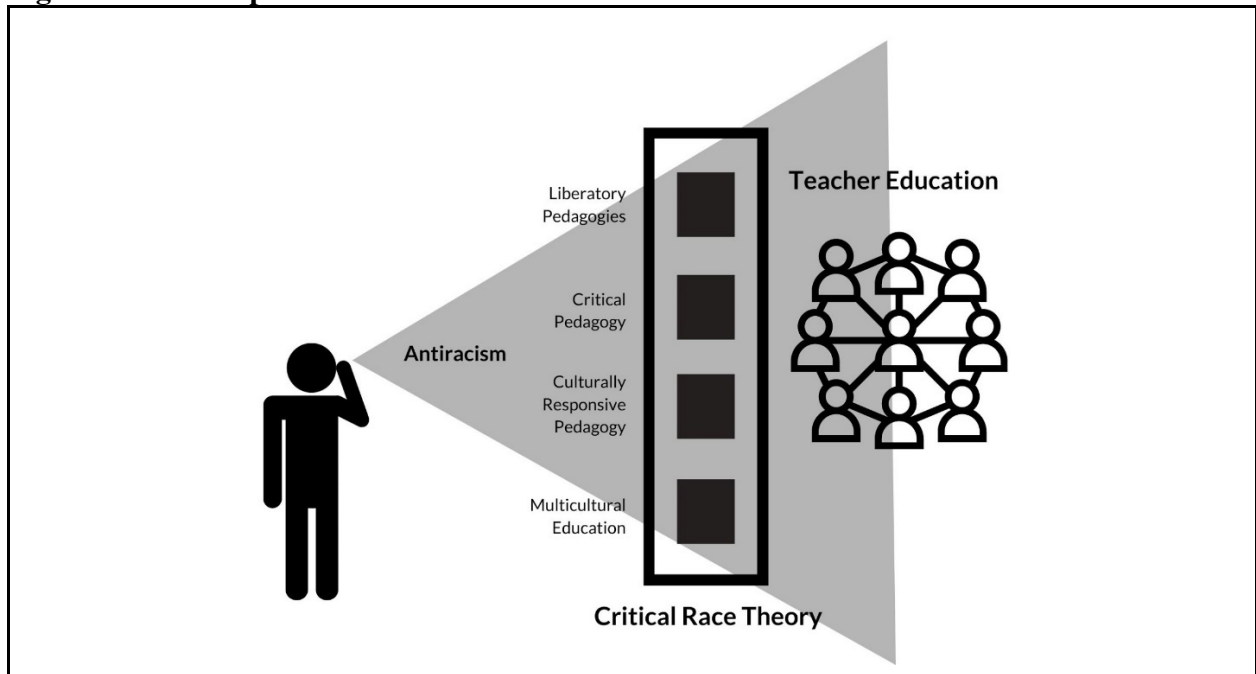 Teacher Education
Liberatory
Pedagogies
Critical
Pedagogy
Antiracism
Culturally
Responsive
Pedagogy
Multicultural
Education
Critical Race Theory